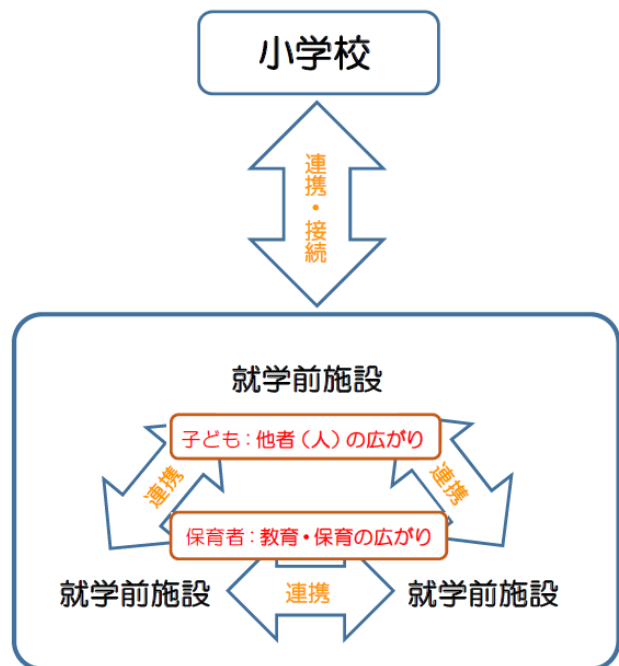 小学校
連携・接続
就学前施設
子ども：他者（人）の広がり
連携
連携
保育者：教育・保育の広がり
就学前施設
連携
就学前施設